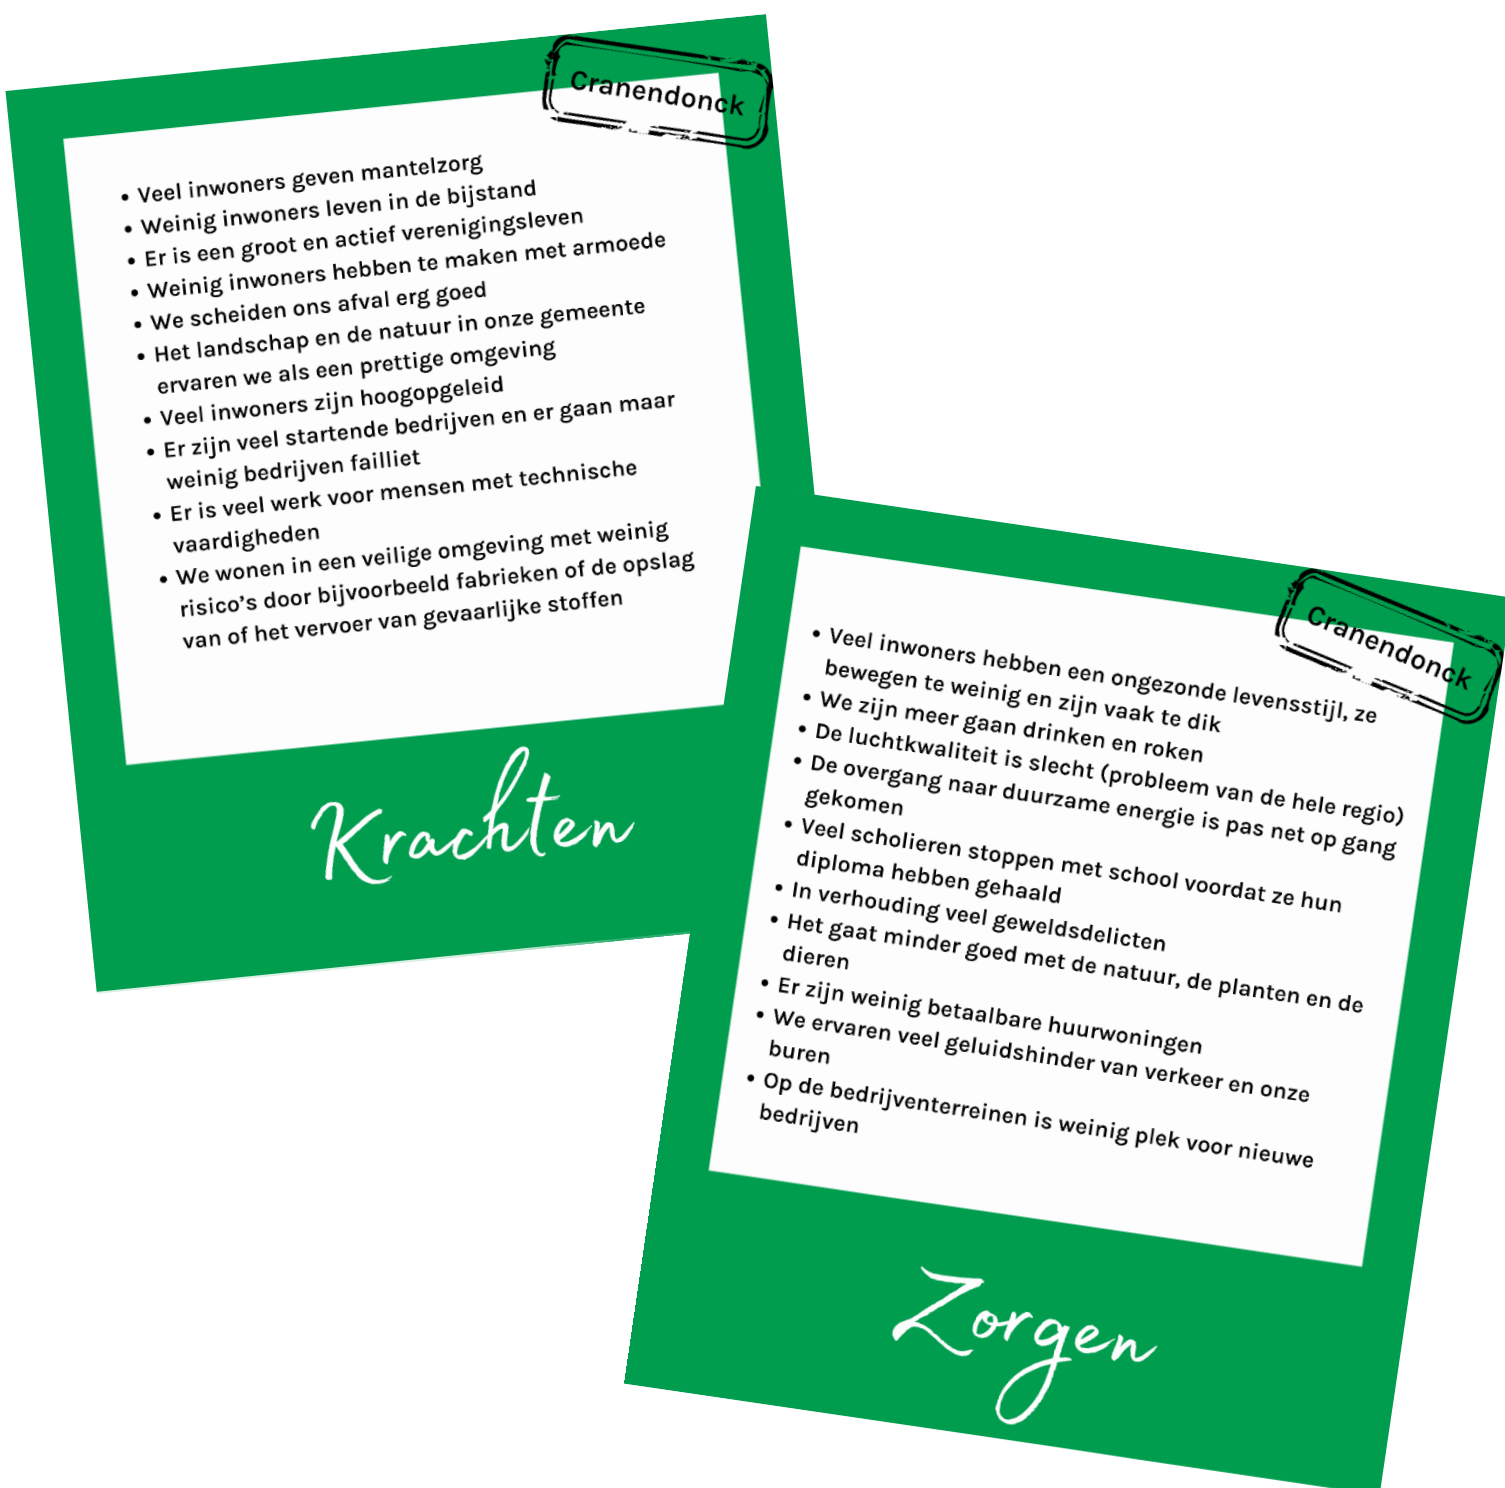 Cranendonck
• Veel inwoners geven mantelzorg
• Weinig inwoners leven in de bijstand
• Er is een groot en actief verenigingsleven
• Weinig inwoners hebben te maken met armoede
• We scheiden ons afval erg goed
• Het landschap en de natuur in onze gemeente
ervaren we als een prettige omgeving
• Veel inwoners zijn hoogopgeleid
• Er zijn veel startende bedrijven en er gaan maar
weinig bedrijven failliet
• Er is veel werk voor mensen met technische
vaardigheden
• We wonen in een veilige omgeving met weinig
risico's door bijvoorbeeld fabrieken of de opslag
van of het vervoer van gevaarlijke stoffen
Krachten
Cranendonck
• Veel inwoners hebben een ongezonde levensstijl, ze
bewegen te weinig en zijn vaak te dik
• We zijn meer gaan drinken en roken
• De luchtkwaliteit is slecht (probleem van de hele regio)
• De overgang naar duurzame energie is pas net op gang
gekomen
• Veel scholieren stoppen met school voordat ze hun
diploma hebben gehaald
• In verhouding veel geweldsdelicten
• Het gaat minder goed met de natuur, de planten en de
dieren
• Er zijn weinig betaalbare huurwoningen
• We ervaren veel geluidshinder van verkeer en onze
buren
• Op de bedrijventerreinen is weinig plek voor nieuwe
bedrijven
Zorgen